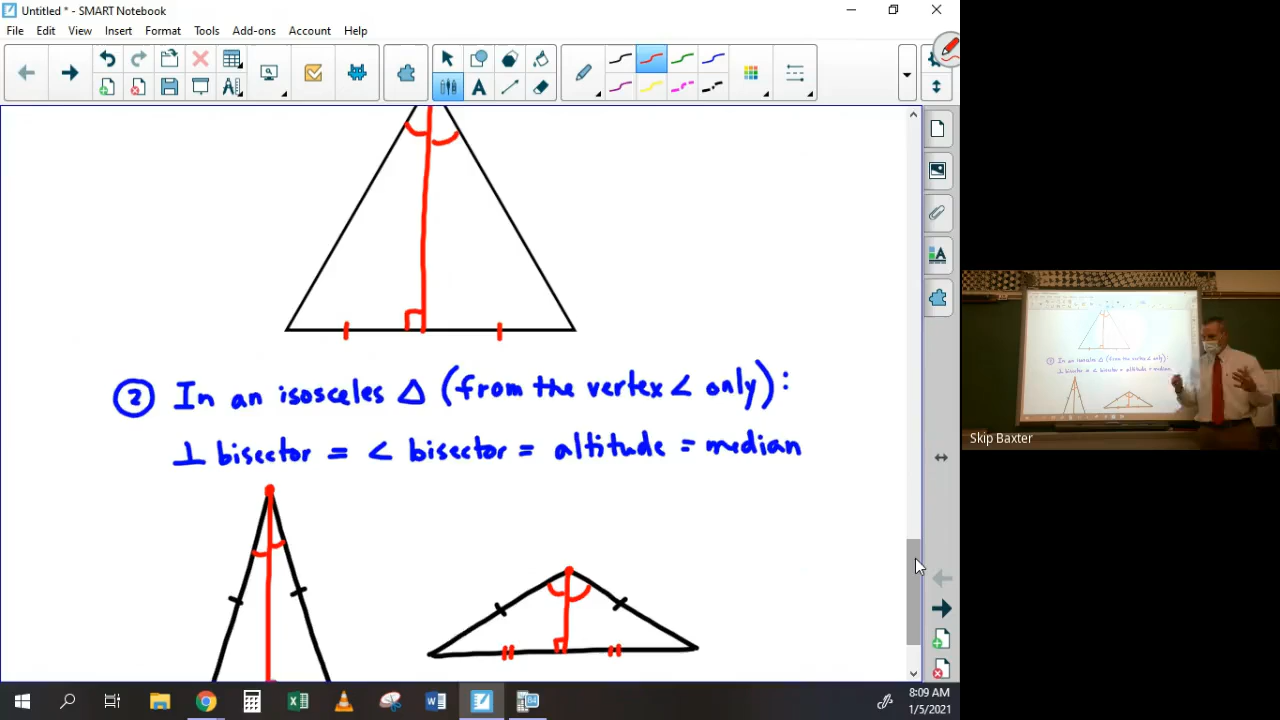 Untitled * - SMART Notebook
File Edit View Insert Format Tools Add-ons Account Help
② In an isosceles △ (from the vertex ∠ only):
⊥ bisector = ∠ bisector = altitude = median
Skip Baxter
8:09 AM
1/5/2021